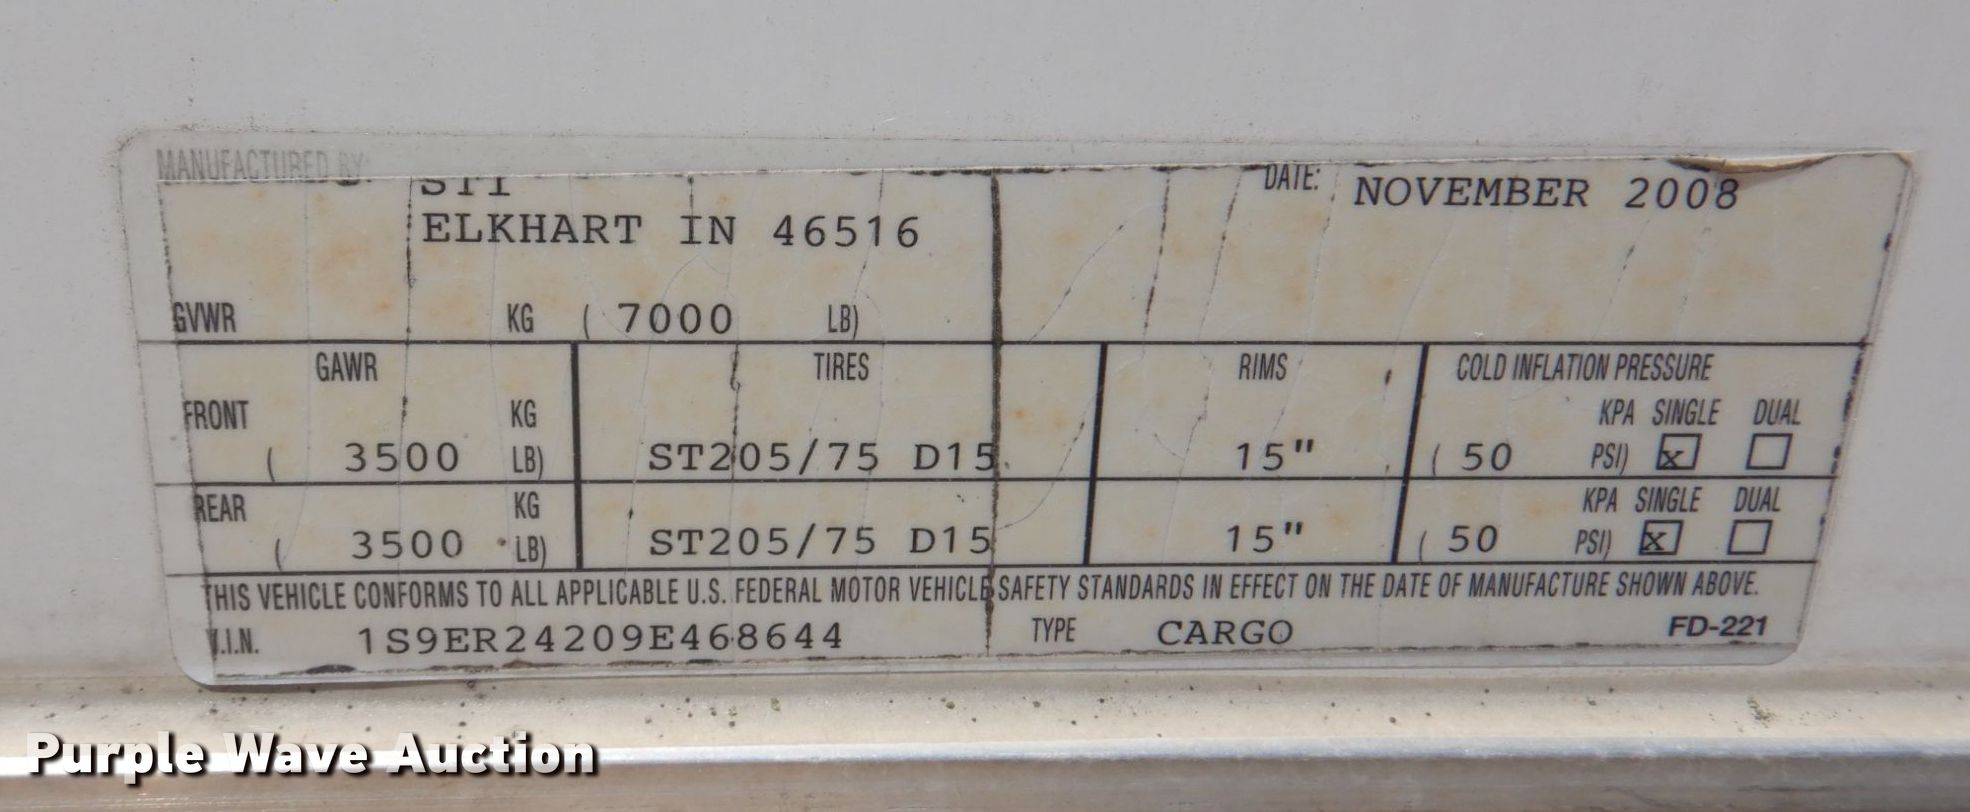 MANUFACTURED BY:
DATE: NOVEMBER 2008
ELKHART IN 46516
GVWR KG ( 7000 LB)
GAWR TIRES RIMS COLD INFLATION PRESSURE
FRONT KG KPA SINGLE DUAL
( 3500 LB) ST205/75 D15 15" ( 50 PSI) x
REAR KG KPA SINGLE DUAL
( 3500 LB) ST205/75 D15 15" ( 50 PSI) x
THIS VEHICLE CONFORMS TO ALL APPLICABLE U.S. FEDERAL MOTOR VEHICLE SAFETY STANDARDS IN EFFECT ON THE DATE OF MANUFACTURE SHOWN ABOVE.
V.I.N. 1S9ER24209E468644 TYPE CARGO FD-221
Purple Wave Auction